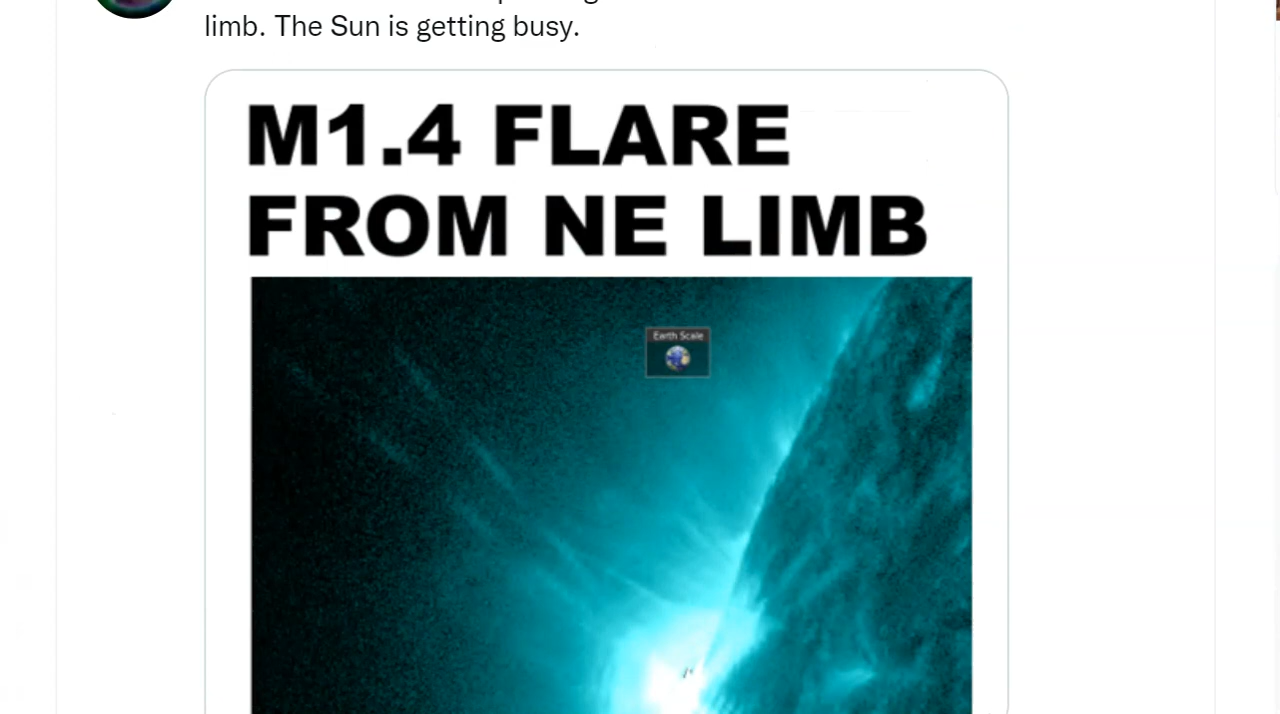 limb. The Sun is getting busy.
M1.4 FLARE
FROM NE LIMB
Earth Scale